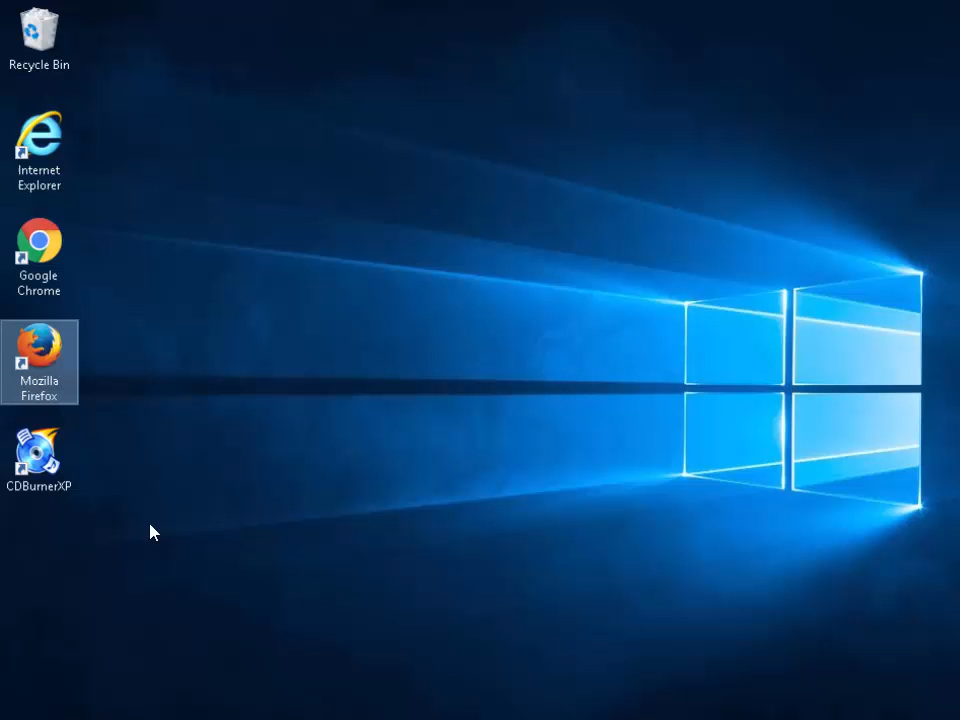 Recycle Bin
Internet
Explorer
Google
Chrome
Mozilla
Firefox
CDBurnerXP